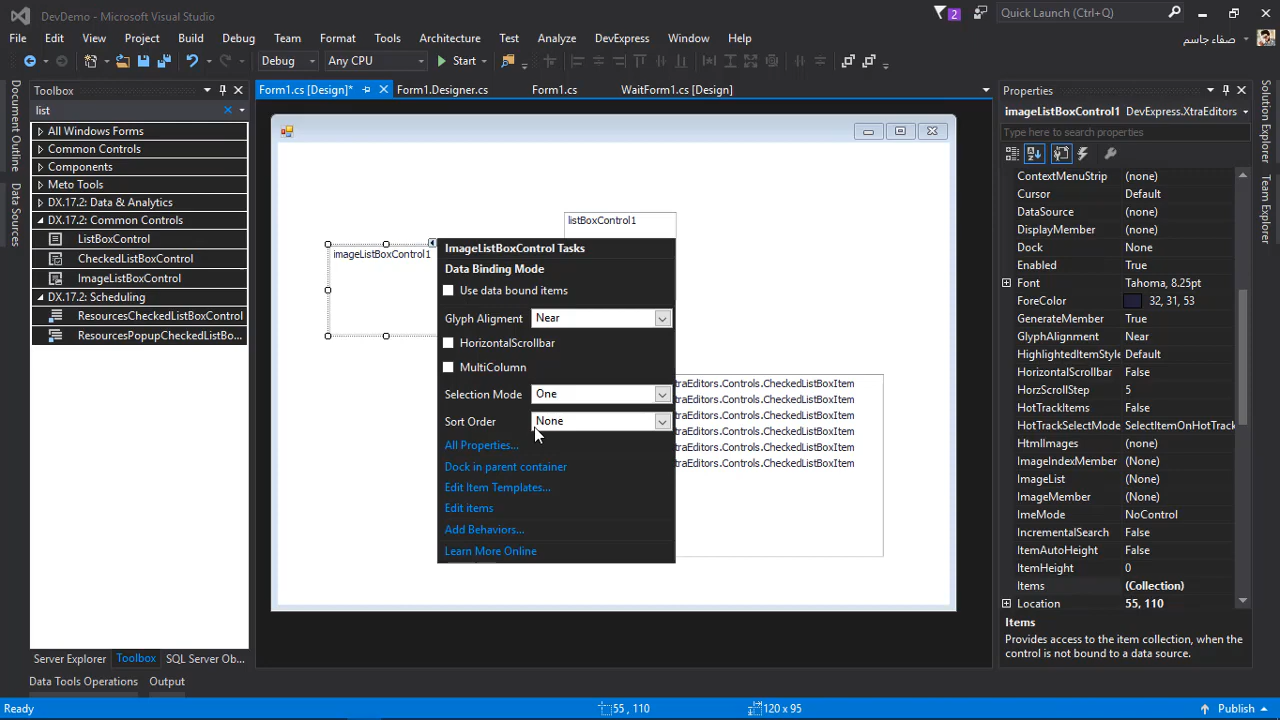 DevDemo - Microsoft Visual Studio
2
Quick Launch (Ctrl+Q)
File Edit View Project Build Debug Team Format Tools Architecture Test Analyze DevExpress Window Help
صفاء جاسم
Debug Any CPU Start
Document Outline
Data Sources
Toolbox
list
All Windows Forms
Common Controls
Components
Meto Tools
DX.17.2: Data & Analytics
DX.17.2: Common Controls
ListBoxControl
CheckedListBoxControl
ImageListBoxControl
DX.17.2: Scheduling
ResourcesCheckedListBoxControl
ResourcesPopupCheckedListBo...
Server Explorer Toolbox SQL Server Ob...
Data Tools Operations Output
Form1.cs [Design]* Form1.Designer.cs Form1.cs WaitForm1.cs [Design]
listBoxControl1
imageListBoxControl1
ImageListBoxControl Tasks
Data Binding Mode
Use data bound items
Glyph Aligment Near
HorizontalScrollbar
MultiColumn
Selection Mode One
Sort Order None
All Properties...
Dock in parent container
Edit Item Templates...
Edit items
Add Behaviors...
Learn More Online
traEditors.Controls.CheckedListBoxItem
traEditors.Controls.CheckedListBoxItem
traEditors.Controls.CheckedListBoxItem
traEditors.Controls.CheckedListBoxItem
traEditors.Controls.CheckedListBoxItem
traEditors.Controls.CheckedListBoxItem
Properties
imageListBoxControl1 DevExpress.XtraEditors
Type here to search properties
ContextMenuStrip (none)
Cursor Default
DataSource (none)
DisplayMember (none)
Dock None
Enabled True
Font Tahoma, 8.25pt
ForeColor 32, 31, 53
GenerateMember True
GlyphAlignment Near
HighlightedItemStyle Default
HorizontalScrollbar False
HorzScrollStep 5
HotTrackItems False
HotTrackSelectMode SelectItemOnHotTrack
HtmlImages (none)
ImageIndexMember (None)
ImageList (None)
ImageMember (None)
ImeMode NoControl
IncrementalSearch False
ItemAutoHeight False
ItemHeight 0
Items (Collection)
Location 55, 110
Items
Provides access to the item collection, when the
control is not bound to a data source.
Solution Explorer
Team Explorer
Ready 55 , 110 120 x 95 Publish